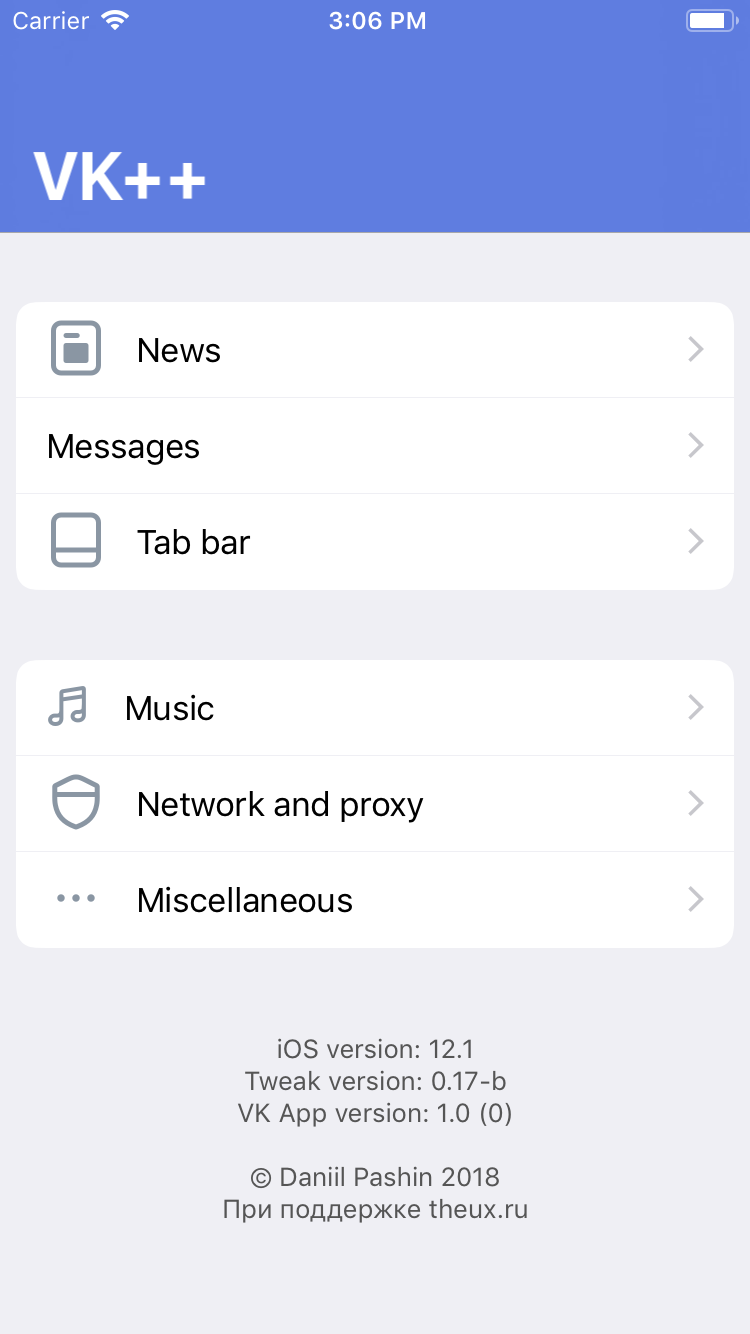 Carrier 3:06 PM
VK++
News
Messages
Tab bar
Music
Network and proxy
Miscellaneous
iOS version: 12.1
Tweak version: 0.17-b
VK App version: 1.0 (0)
© Daniil Pashin 2018
При поддержке theux.ru